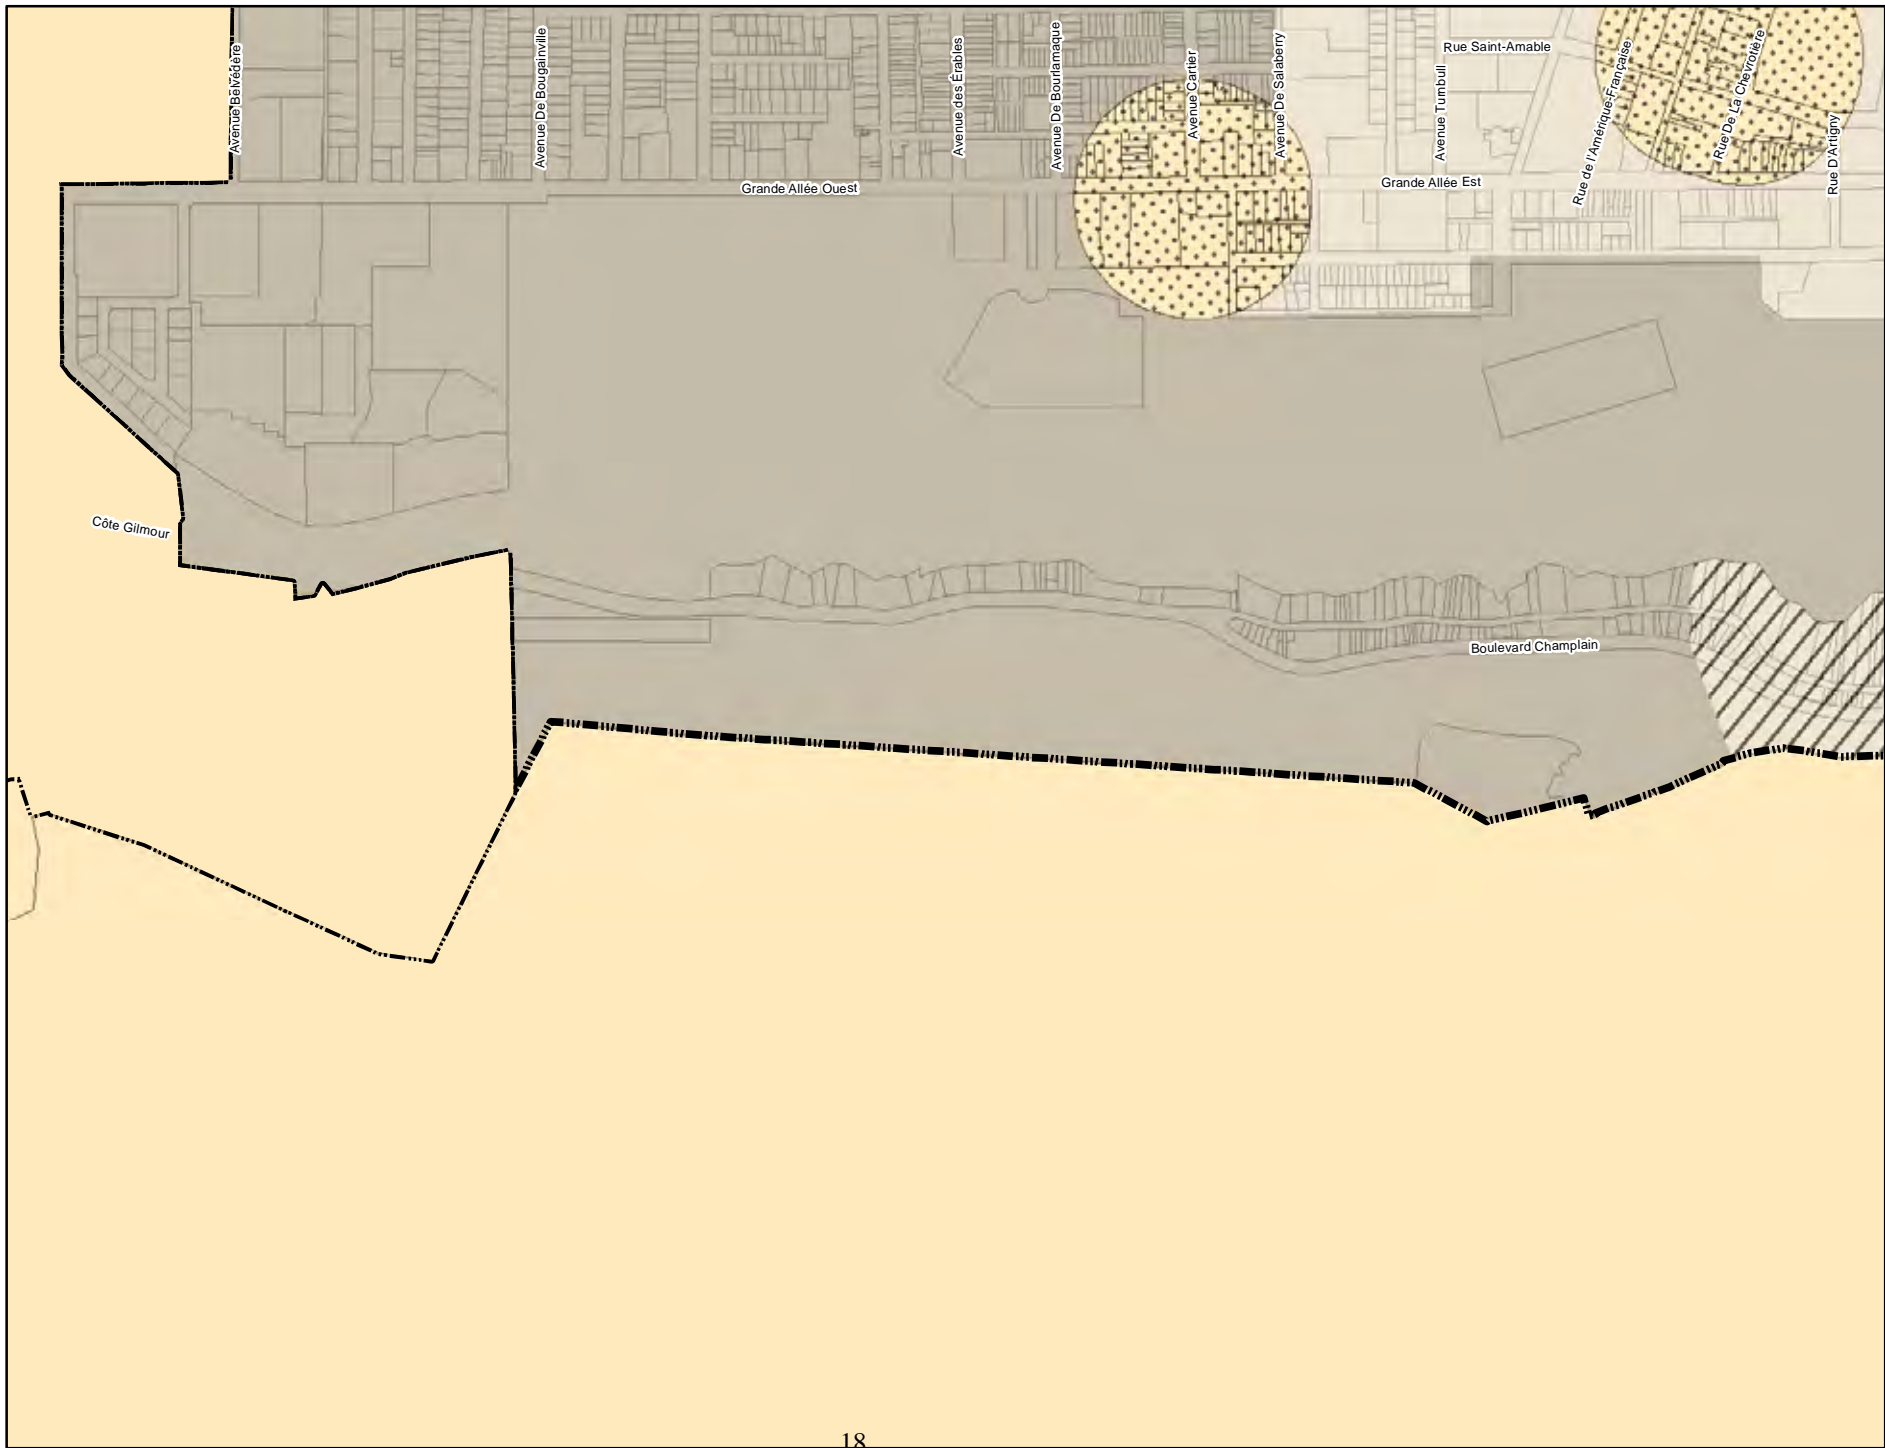 Avenue Belvédère
Avenue De Bougainville
Avenue des Érables
Avenue De Bourlamaque
Avenue Cartier
Avenue De Salaberry
Avenue Turnbull
Rue Saint-Amable
Rue de l'Amérique-Française
Rue De La Chevrotière
Rue D'Artigny
Grande Allée Ouest
Grande Allée Est
Côte Gilmour
Boulevard Champlain
18